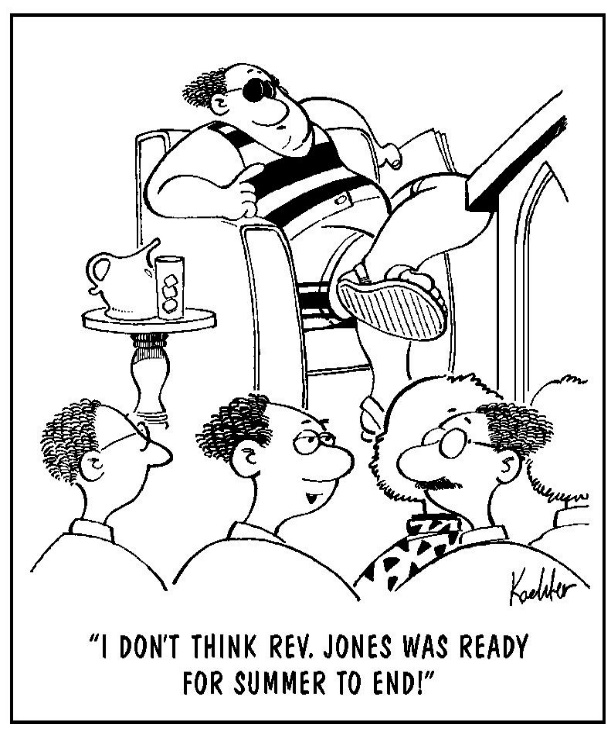 Koehler
"I DON'T THINK REV. JONES WAS READY
FOR SUMMER TO END!"